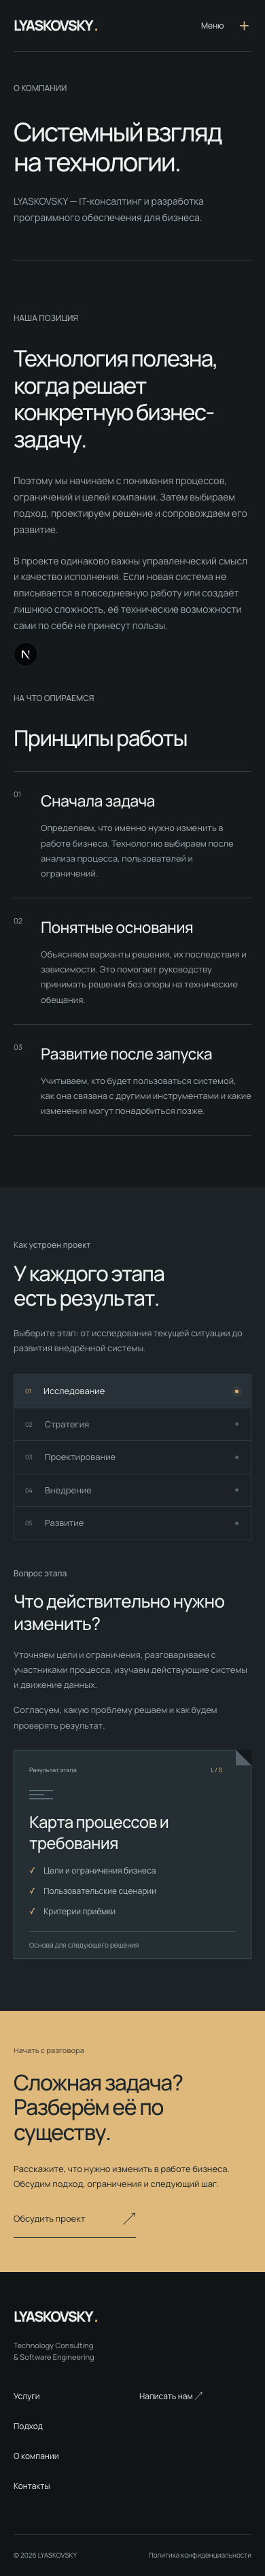 LYASKOVSKY.
Меню
О КОМПАНИИ
Системный взгляд
на технологии.
LYASKOVSKY — IT-консалтинг и разработка
программного обеспечения для бизнеса.
НАША ПОЗИЦИЯ
Технология полезна,
когда решает
конкретную бизнес-
задачу.
Поэтому мы начинаем с понимания процессов,
ограничений и целей компании. Затем выбираем
подход, проектируем решение и сопровождаем его
развитие.
В проекте одинаково важны управленческий смысл
и качество исполнения. Если новая система не
вписывается в повседневную работу или создаёт
лишнюю сложность, её технические возможности
сами по себе не принесут пользы.
N
НА ЧТО ОПИРАЕМСЯ
Принципы работы
01
Сначала задача
Определяем, что именно нужно изменить в
работе бизнеса. Технологию выбираем после
анализа процесса, пользователей и
ограничений.
02
Понятные основания
Объясняем варианты решения, их последствия и
зависимости. Это помогает руководству
принимать решения без опоры на технические
обещания.
03
Развитие после запуска
Учитываем, кто будет пользоваться системой,
как она связана с другими инструментами и какие
изменения могут понадобиться позже.
Как устроен проект
У каждого этапа
есть результат.
Выберите этап: от исследования текущей ситуации до
развития внедрённой системы.
01 Исследование
02 Стратегия
03 Проектирование
04 Внедрение
05 Развитие
Вопрос этапа
Что действительно нужно
изменить?
Уточняем цели и ограничения, разговариваем с
участниками процесса, изучаем действующие системы
и движение данных.
Согласуем, какую проблему решаем и как будем
проверять результат.
Результат этапа
L / S
Карта процессов и
требования
✓ Цели и ограничения бизнеса
✓ Пользовательские сценарии
✓ Критерии приёмки
Основа для следующего решения
Начать с разговора
Сложная задача?
Разберём её по
существу.
Расскажите, что нужно изменить в работе бизнеса.
Обсудим подход, ограничения и следующий шаг.
Обсудить проект
LYASKOVSKY.
Technology Consulting
& Software Engineering
Услуги
Написать нам
Подход
О компании
Контакты
© 2026 LYASKOVSKY
Политика конфиденциальности